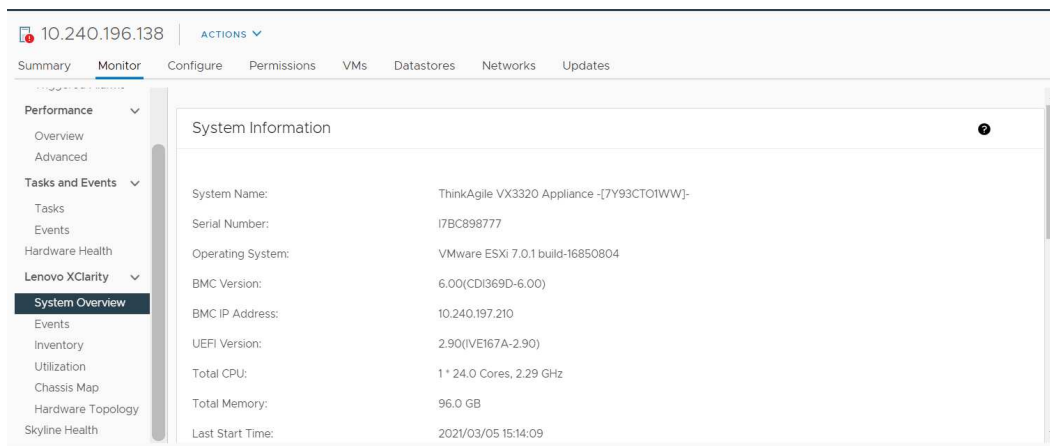 10.240.196.138 ACTIONS
Summary Monitor Configure Permissions VMs Datastores Networks Updates
Performance
Overview
Advanced
Tasks and Events
Tasks
Events
Hardware Health
Lenovo XClarity
System Overview
Events
Inventory
Utilization
Chassis Map
Hardware Topology
Skyline Health
System Information
System Name: ThinkAgile VX3320 Appliance -[7Y93CTO1WW]-
Serial Number: I7BC898777
Operating System: VMware ESXi 7.0.1 build-16850804
BMC Version: 6.00(CDI369D-6.00)
BMC IP Address: 10.240.197.210
UEFI Version: 2.90(IVE167A-2.90)
Total CPU: 1 * 24.0 Cores, 2.29 GHz
Total Memory: 96.0 GB
Last Start Time: 2021/03/05 15:14:09